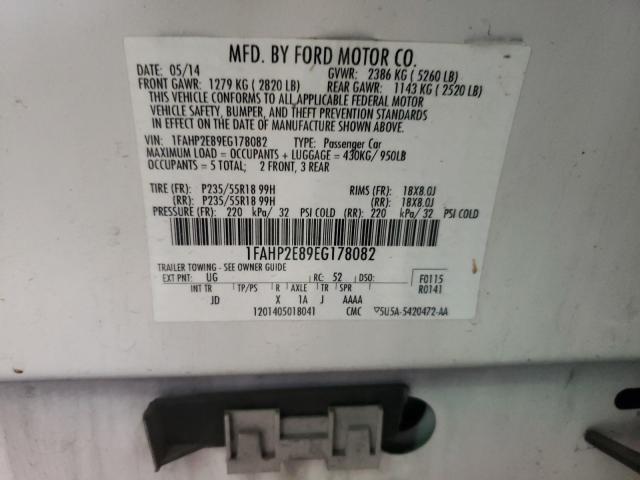 MFD. BY FORD MOTOR CO.
DATE: 05/14 GVWR: 2386 KG ( 5260 LB)
FRONT GAWR: 1279 KG ( 2820 LB) REAR GAWR: 1143 KG ( 2520 LB)
THIS VEHICLE CONFORMS TO ALL APPLICABLE FEDERAL MOTOR
VEHICLE SAFETY, BUMPER, AND THEFT PREVENTION STANDARDS
IN EFFECT ON THE DATE OF MANUFACTURE SHOWN ABOVE.
VIN: 1FAHP2E89EG178082 TYPE: Passenger Car
MAXIMUM LOAD = OCCUPANTS + LUGGAGE = 430KG/ 950LB
OCCUPANTS = 5 TOTAL; 2 FRONT, 3 REAR
TIRE (FR): P235/55R18 99H RIMS (FR): 18X8.0J
(RR): P235/55R18 99H (RR): 18X8.0J
PRESSURE (FR): 220 kPa/ 32 PSI COLD (RR): 220 kPa/ 32 PSI COLD
1FAHP2E89EG178082
TRAILER TOWING - SEE OWNER GUIDE
EXT PNT: UG RC: 52 DSO: F0115
R0141
INT TR TP/PS R AXLE TR SPR
JD X 1A J AAAA
1201405018041 CMC ▽5U5A-5420472-AA